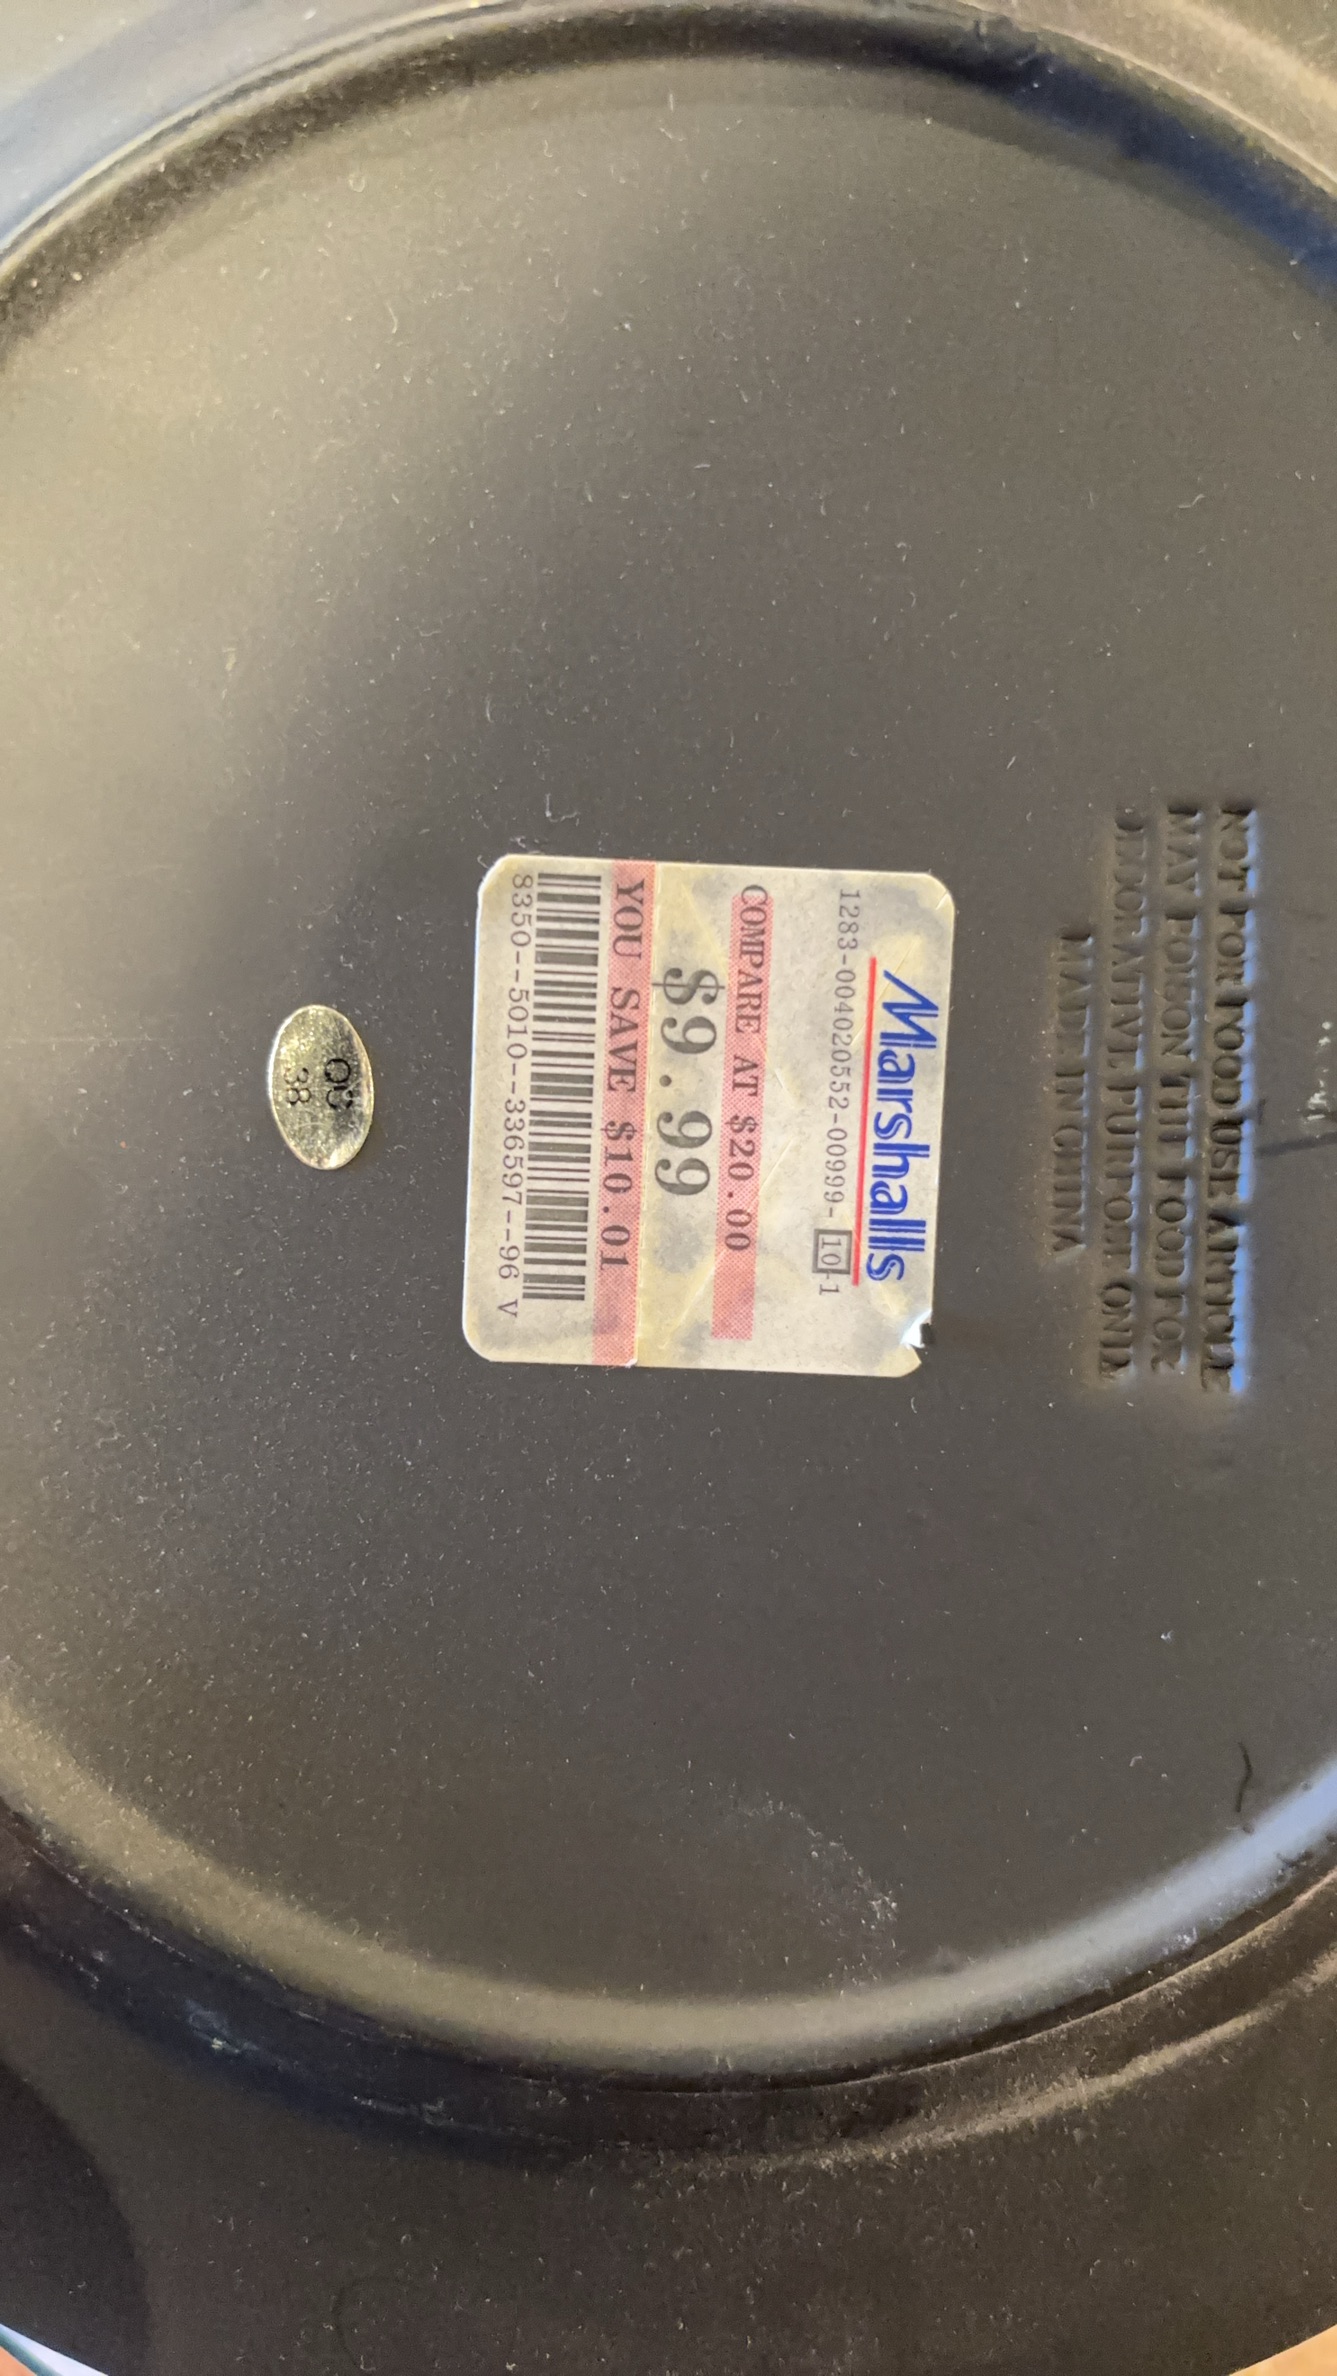 NOT FOR FOOD USE ARTICLE
MAY POISON THE FOOD FOR
DECORATIVE PURPOSE ONLY
MADE IN CHINA
Marshalls
1283-004020552-00999-10-1
COMPARE AT $20.00
$9.99
YOU SAVE $10.01
8350--5010--336597--96 V
38